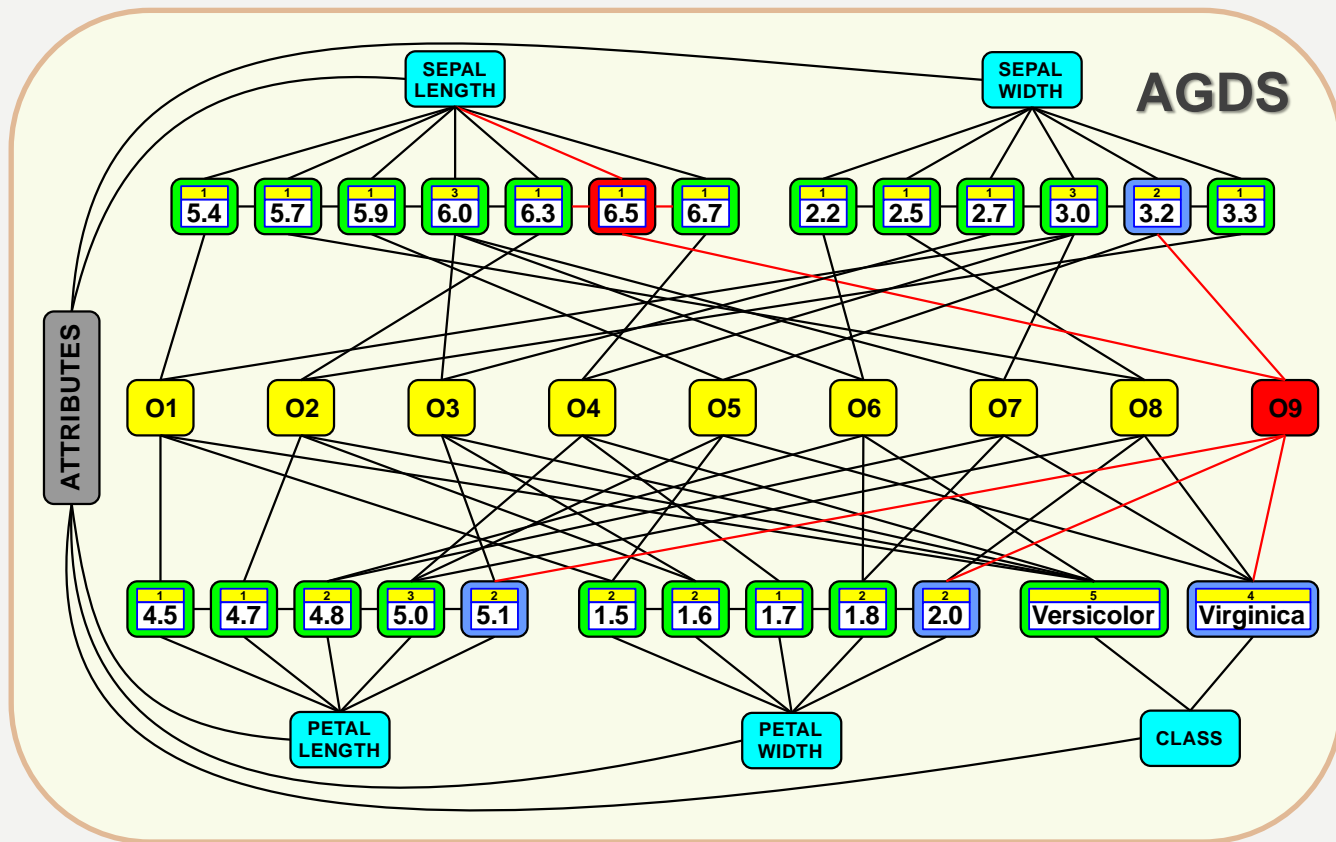 SEPAL
LENGTH
SEPAL
WIDTH
AGDS
1 1 1 3 1 1 1 1 1 1 3 2 1
5.4 5.7 5.9 6.0 6.3 6.5 6.7 2.2 2.5 2.7 3.0 3.2 3.3
ATTRIBUTES
O1 O2 O3 O4 O5 O6 O7 O8 O9
1 1 2 3 2 2 2 1 2 2 5 4
4.5 4.7 4.8 5.0 5.1 1.5 1.6 1.7 1.8 2.0 Versicolor Virginica
PETAL
LENGTH
PETAL
WIDTH
CLASS